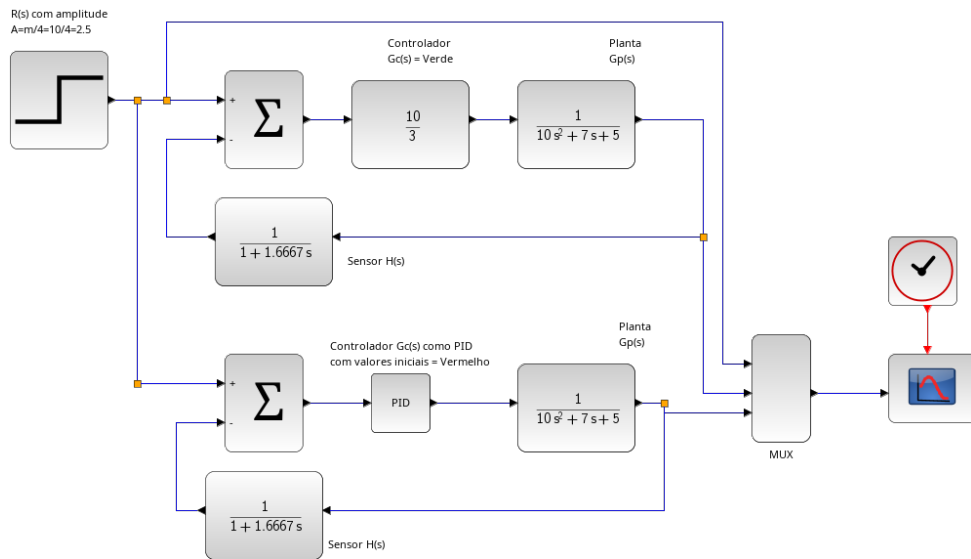 R(s) com amplitude
A=m/4=10/4=2.5
Controlador
Gc(s) = Verde
Planta
Gp(s)
+
-
Σ
10
3
1
10 s² + 7 s + 5
1
1 + 1.6667 s
Sensor H(s)
Controlador Gc(s) como PID
com valores iniciais = Vermelho
Planta
Gp(s)
+
-
Σ
PID
1
10 s² + 7 s + 5
MUX
1
1 + 1.6667 s
Sensor H(s)